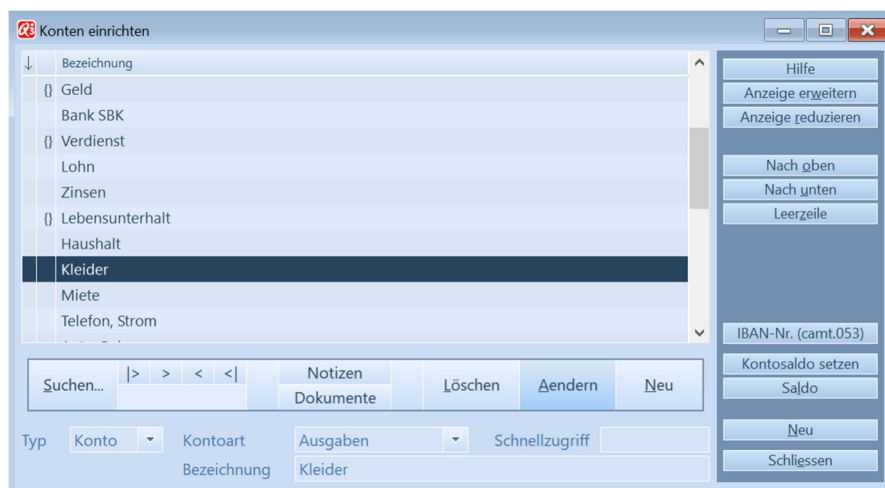 Konten einrichten
↓ Bezeichnung
{} Geld
Bank SBK
{} Verdienst
Lohn
Zinsen
{} Lebensunterhalt
Haushalt
Kleider
Miete
Telefon, Strom
Hilfe
Anzeige erweitern
Anzeige reduzieren
Nach oben
Nach unten
Leerzeile
IBAN-Nr. (camt.053)
Kontosaldo setzen
Saldo
Neu
Schliessen
Suchen... |> > < <| Notizen Löschen Aendern Neu
Dokumente
Typ Konto Kontoart Ausgaben Schnellzugriff
Bezeichnung Kleider